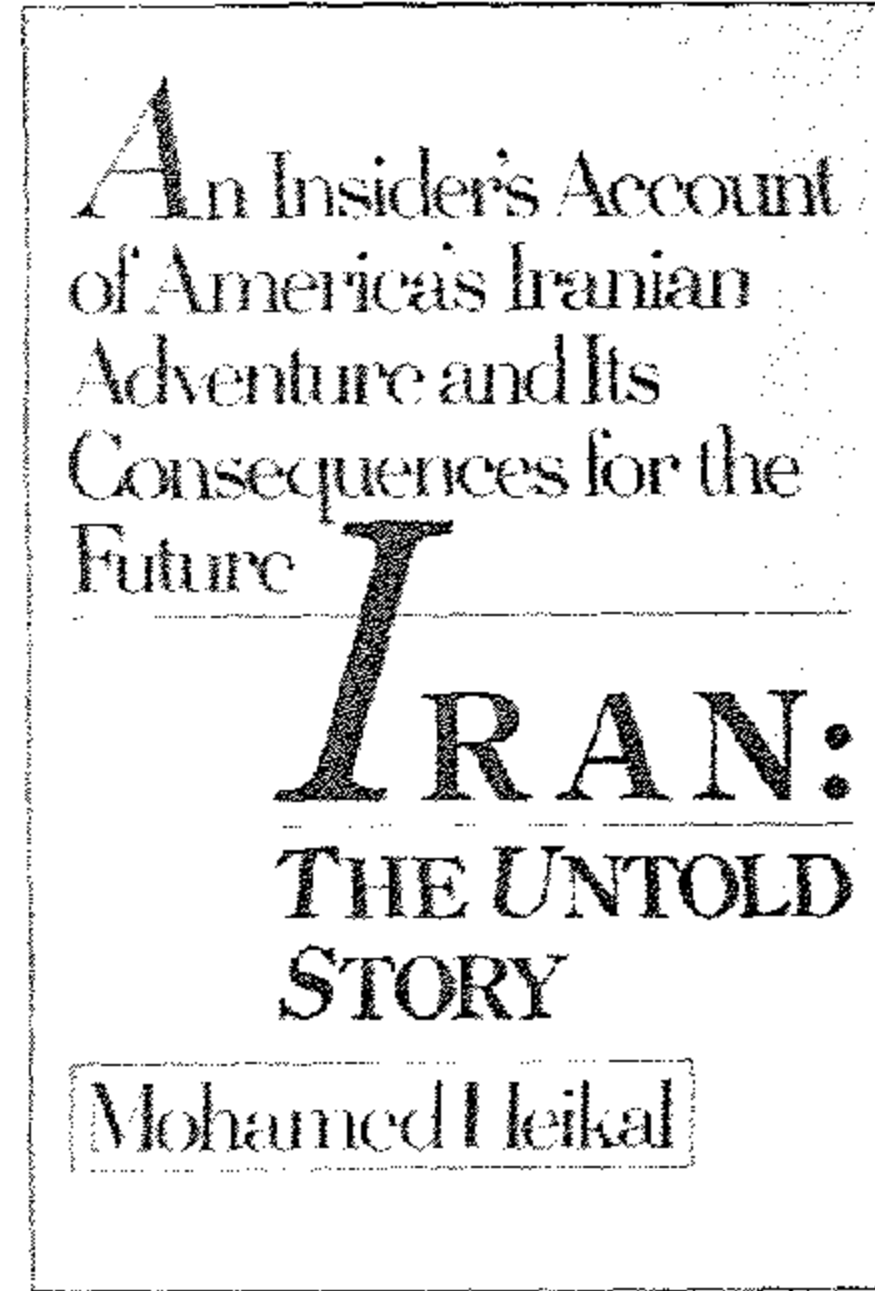 An Insider's Account
of America's Iranian
Adventure and Its
Consequences for the
Future
IRAN:
THE UNTOLD
STORY
Mohamed Heikal